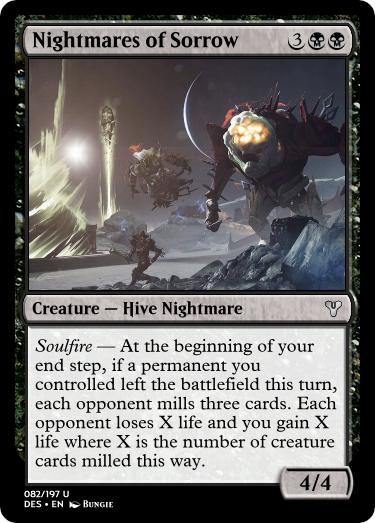 Nightmares of Sorrow 3
Creature — Hive Nightmare
Soulfire — At the beginning of your
end step, if a permanent you
controlled left the battlefield this turn,
each opponent mills three cards. Each
opponent loses X life and you gain X
life where X is the number of creature
cards milled this way.
4/4
082/197 U
DES • EN Bungie